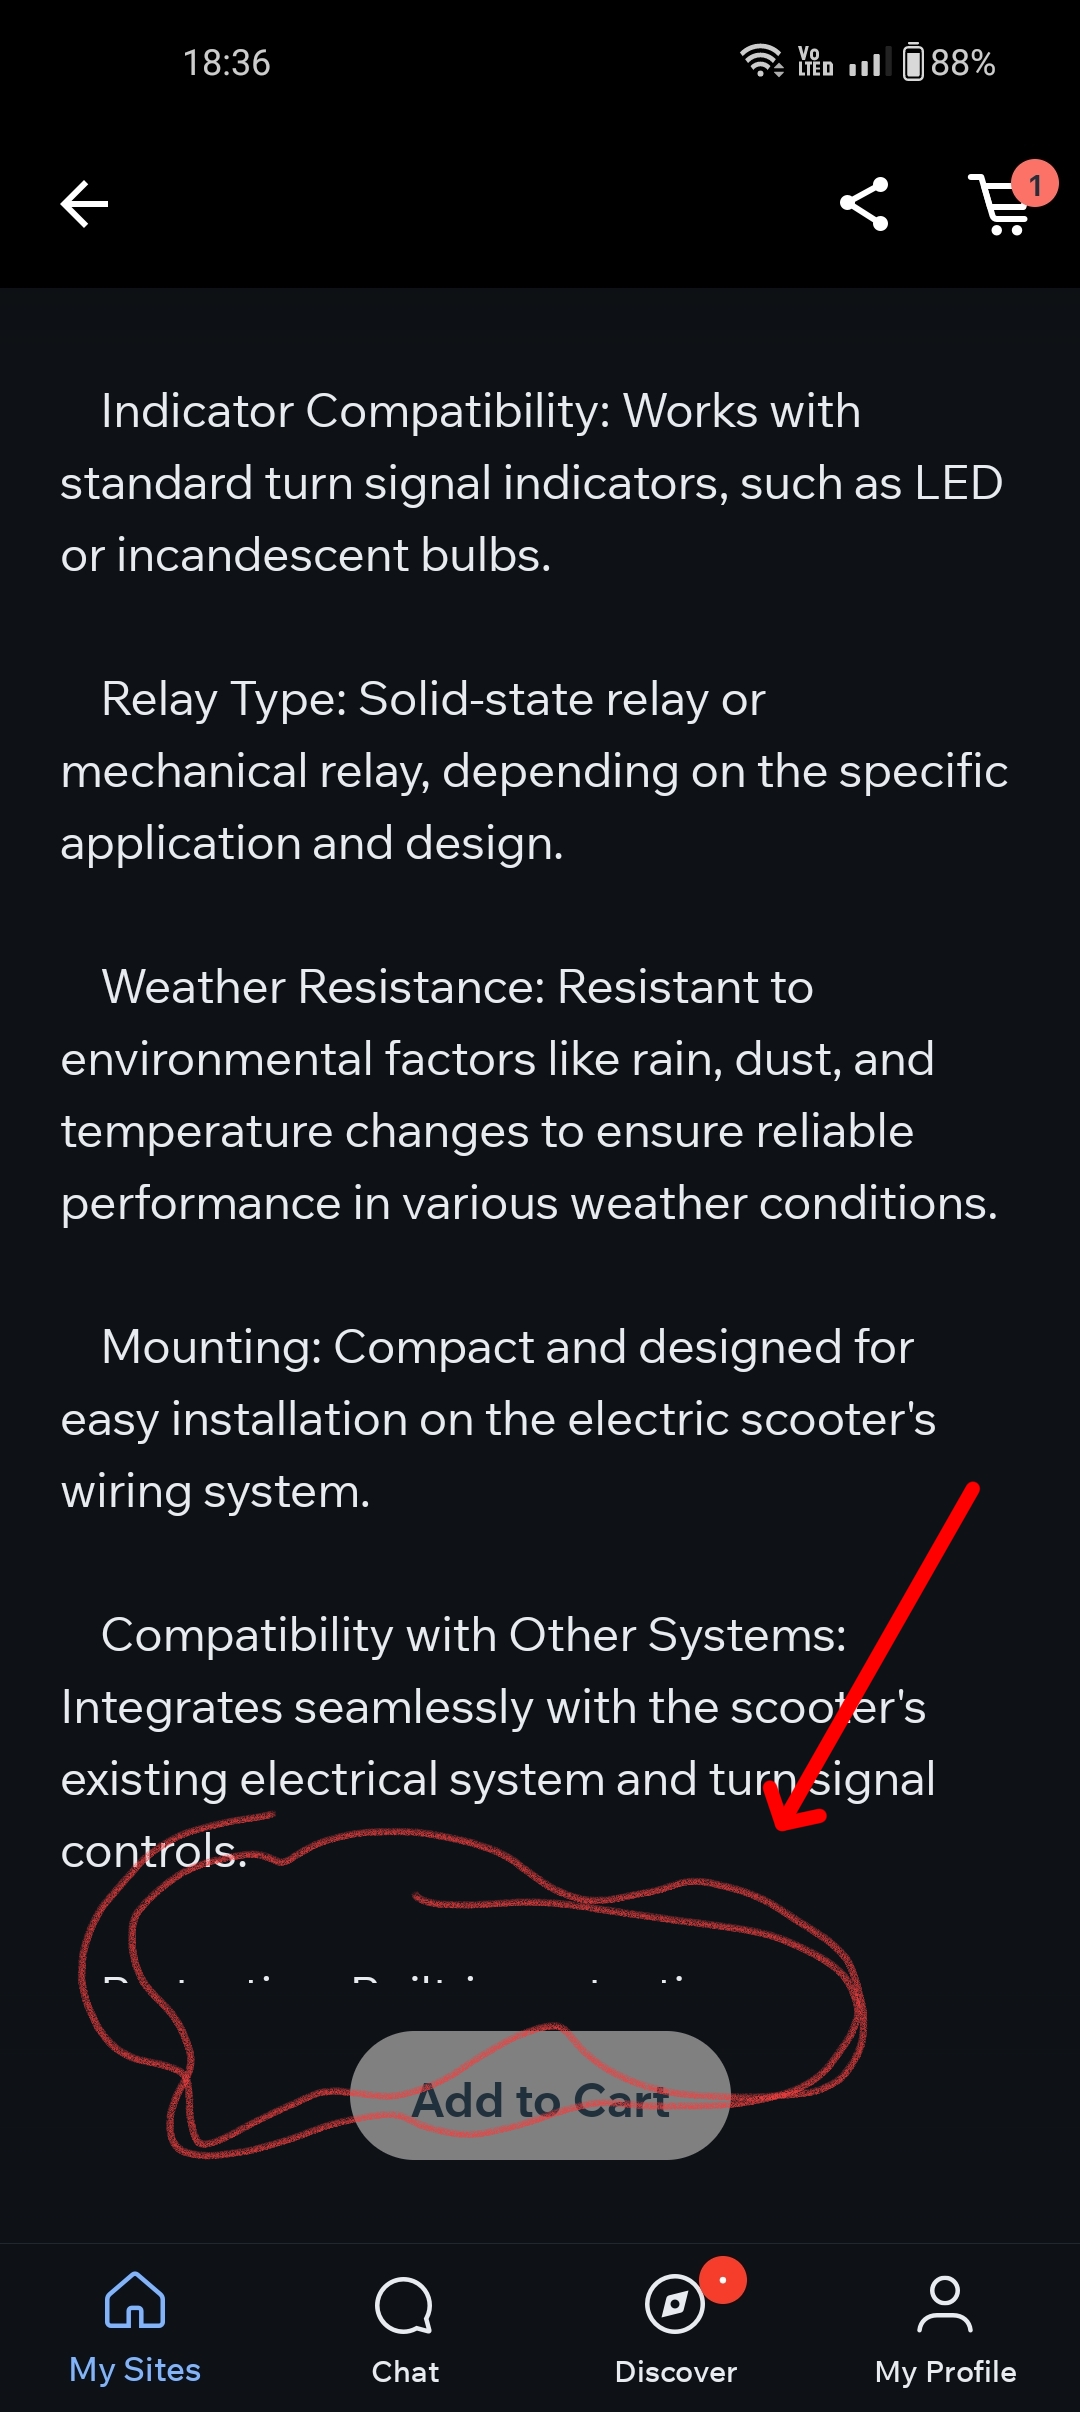 18:36
Vo
LTED
88%
1
Indicator Compatibility: Works with
standard turn signal indicators, such as LED
or incandescent bulbs.
Relay Type: Solid-state relay or
mechanical relay, depending on the specific
application and design.
Weather Resistance: Resistant to
environmental factors like rain, dust, and
temperature changes to ensure reliable
performance in various weather conditions.
Mounting: Compact and designed for
easy installation on the electric scooter's
wiring system.
Compatibility with Other Systems:
Integrates seamlessly with the scooter's
existing electrical system and turn signal
controls.
Add to Cart
My Sites
Chat
Discover
My Profile